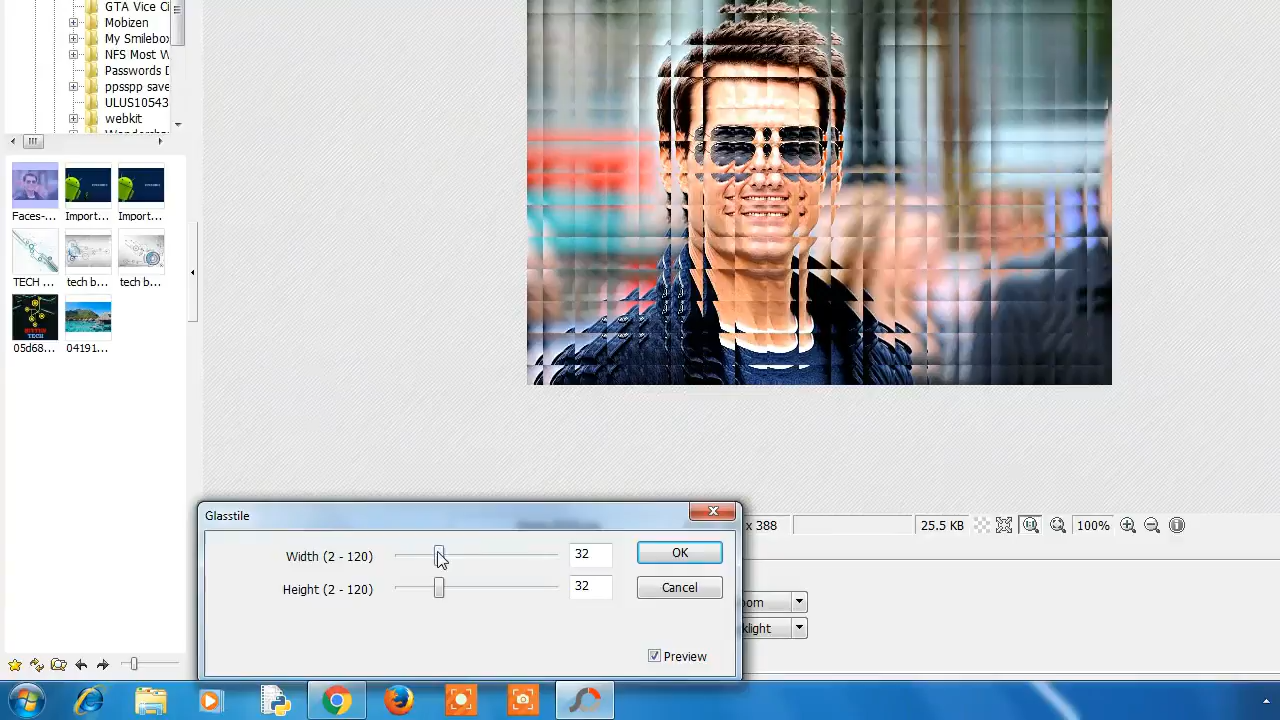 GTA Vice Ci
Mobizen
My Smilebox
NFS Most W
Passwords D
ppsspp save
ULUS10543
webkit
Faces-...
Import...
Import...
TECH ...
tech b...
tech b...
05d68...
04191...
x 388
25.5 KB
100%
Glasstile
Width (2 - 120)
32
OK
Height (2 - 120)
32
Cancel
Preview
oom
klight